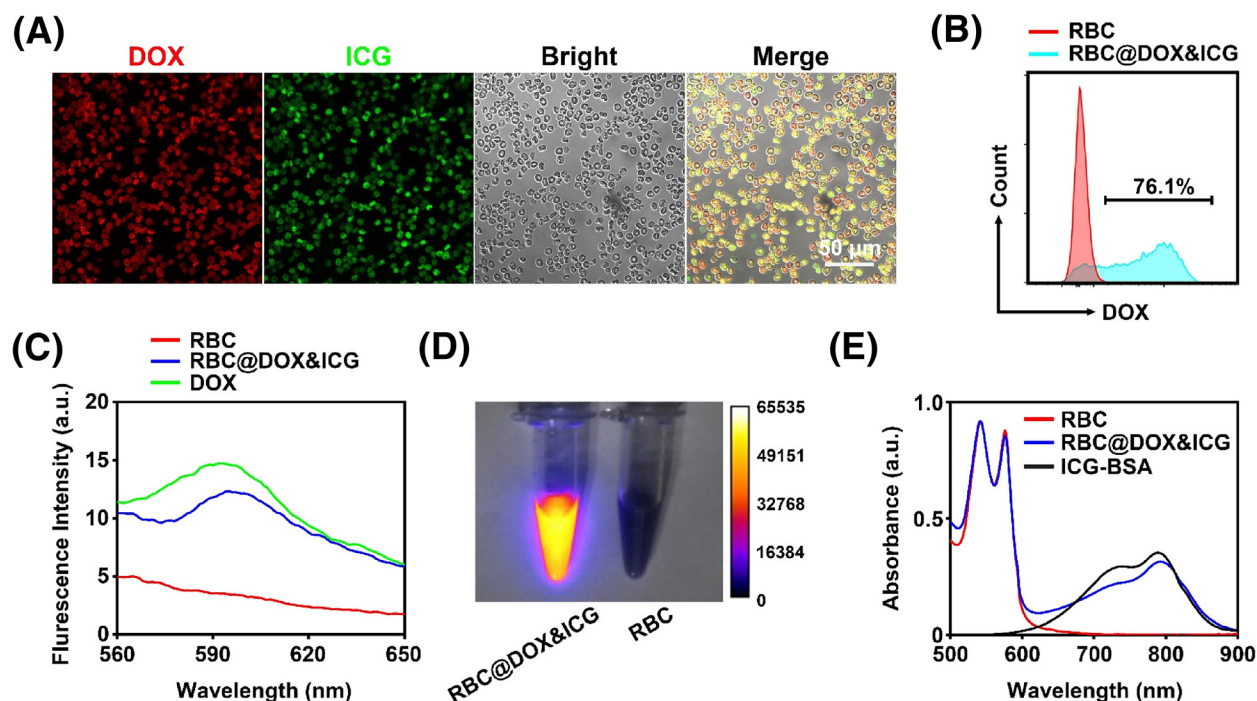 (A)
DOX
ICG
Bright
Merge
50 μm
(B)
RBC
RBC@DOX&ICG
76.1%
Count
DOX
(C)
RBC
RBC@DOX&ICG
DOX
Flurescence Intensity (a.u.)
20
15
10
5
0
560
590
620
650
Wavelength (nm)
(D)
65535
49151
32768
16384
0
RBC@DOX&ICG
RBC
(E)
RBC
RBC@DOX&ICG
ICG-BSA
Absorbance (a.u.)
1.0
0.5
0
500
600
700
800
900
Wavelength (nm)